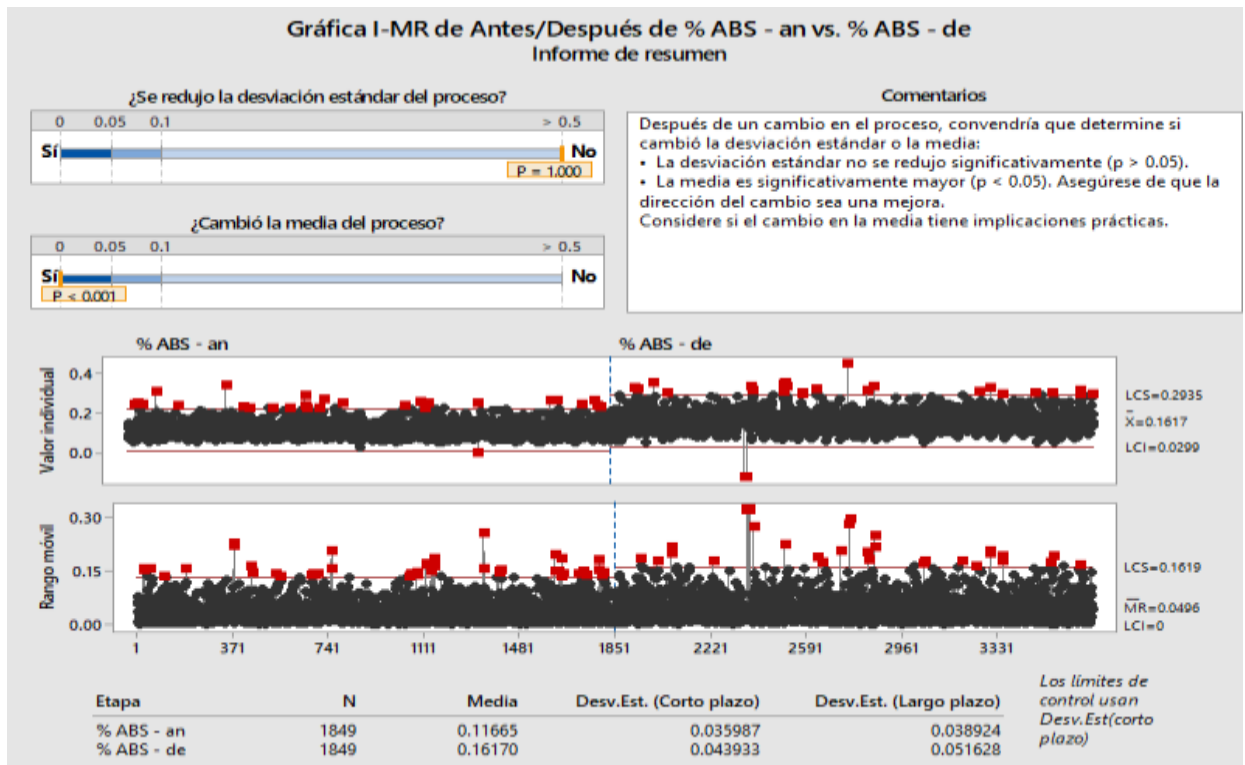 Gráfica I-MR de Antes/Después de % ABS - an vs. % ABS - de
Informe de resumen
¿Se redujo la desviación estándar del proceso?
0 0.05 0.1 > 0.5
Sí No
P = 1.000
¿Cambió la media del proceso?
0 0.05 0.1 > 0.5
Sí No
P < 0.001
Comentarios
Después de un cambio en el proceso, convendría que determine si
cambió la desviación estándar o la media:
• La desviación estándar no se redujo significativamente (p > 0.05).
• La media es significativamente mayor (p < 0.05). Asegúrese de que la
dirección del cambio sea una mejora.
Considere si el cambio en la media tiene implicaciones prácticas.
% ABS - an % ABS - de
Valor individual
0.4
0.2
0.0
LCS=0.2935
X̄=0.1617
LCI=0.0299
Rango móvil
0.30
0.15
0.00
LCS=0.1619
M̄R̄=0.0496
LCI=0
1 371 741 1111 1481 1851 2221 2591 2961 3331
Etapa N Media Desv.Est. (Corto plazo) Desv.Est. (Largo plazo)
% ABS - an 1849 0.11665 0.035987 0.038924
% ABS - de 1849 0.16170 0.043933 0.051628
Los límites de
control usan
Desv.Est(corto
plazo)